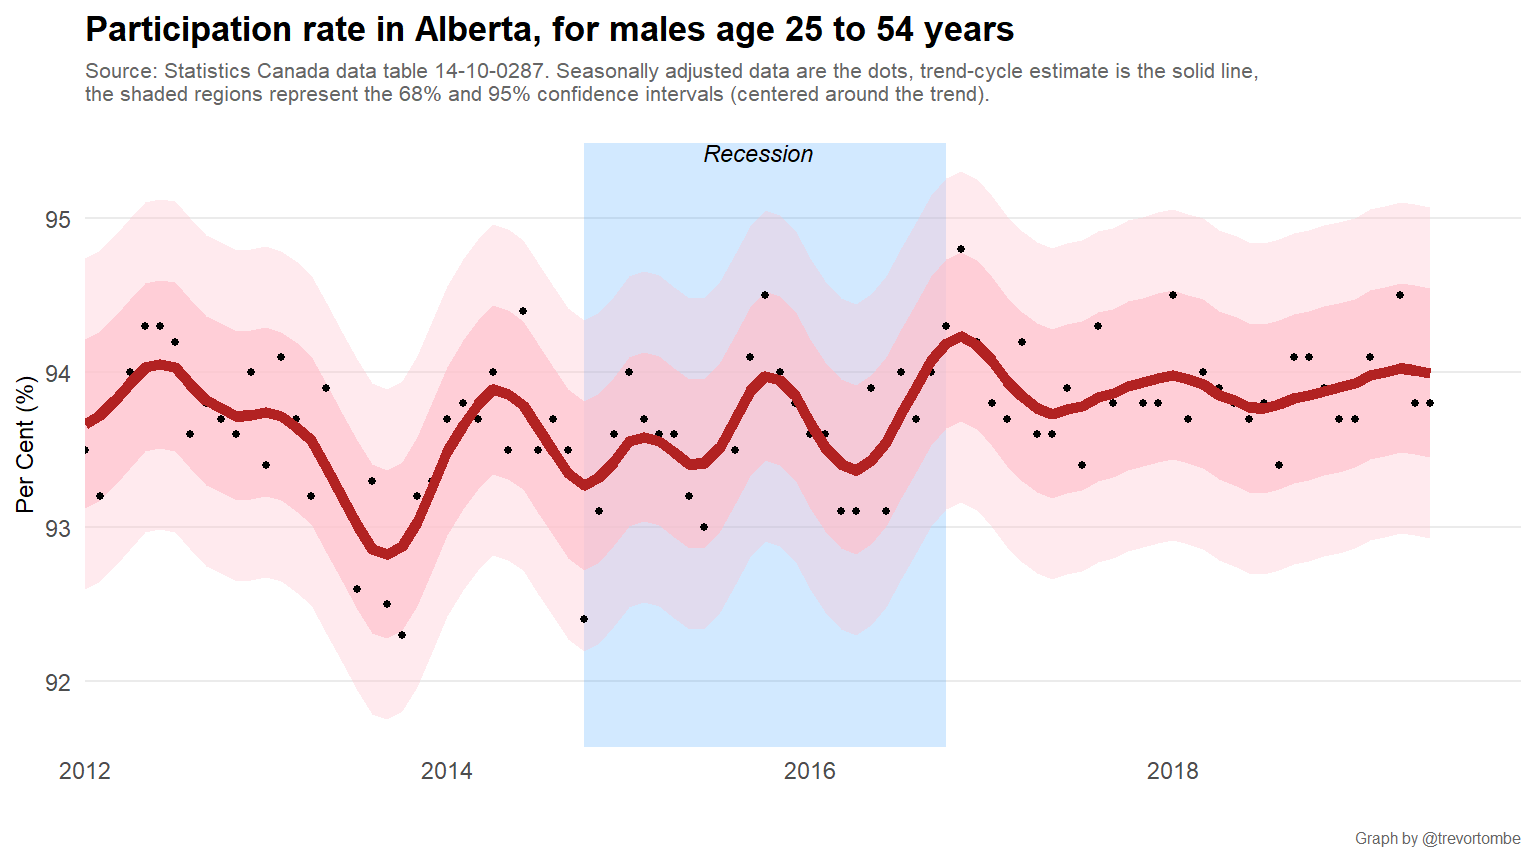 Participation rate in Alberta, for males age 25 to 54 years
Source: Statistics Canada data table 14-10-0287. Seasonally adjusted data are the dots, trend-cycle estimate is the solid line,
the shaded regions represent the 68% and 95% confidence intervals (centered around the trend).
Recession
95
94
93
92
Per Cent (%)
2012 2014 2016 2018
Graph by @trevortombe